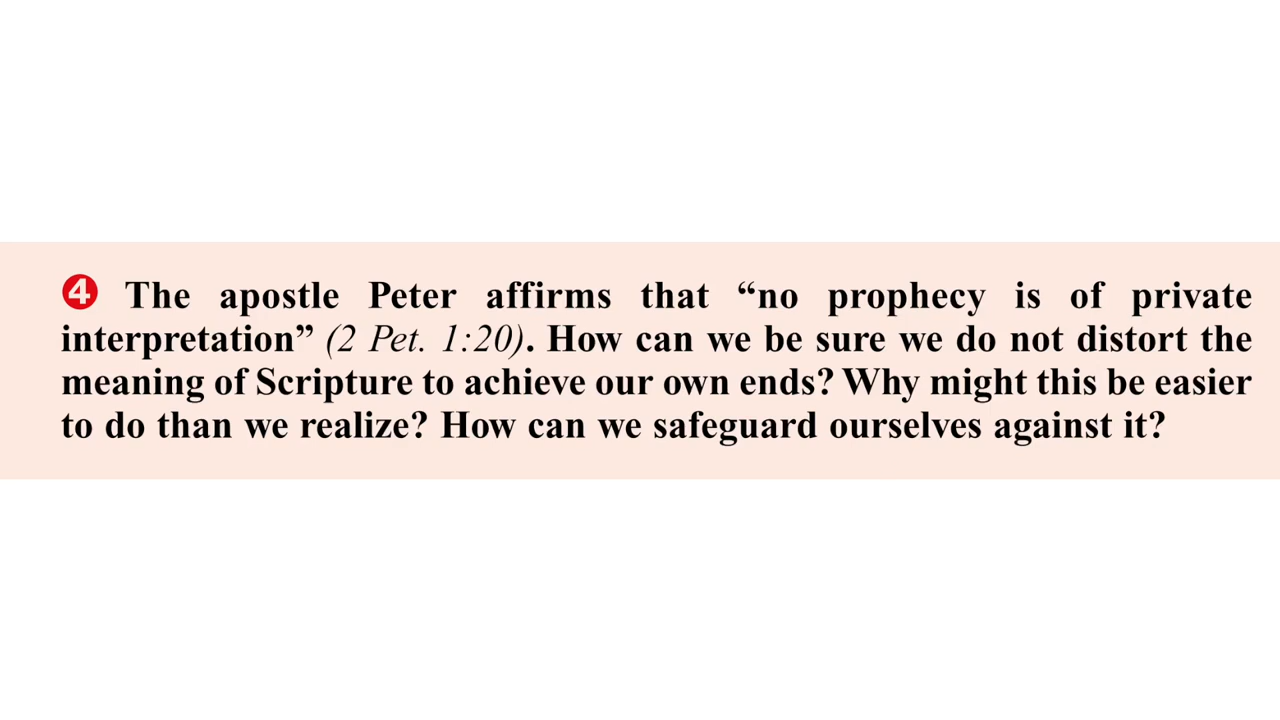 ❹ The apostle Peter affirms that “no prophecy is of private
interpretation” (2 Pet. 1:20). How can we be sure we do not distort the
meaning of Scripture to achieve our own ends? Why might this be easier
to do than we realize? How can we safeguard ourselves against it?